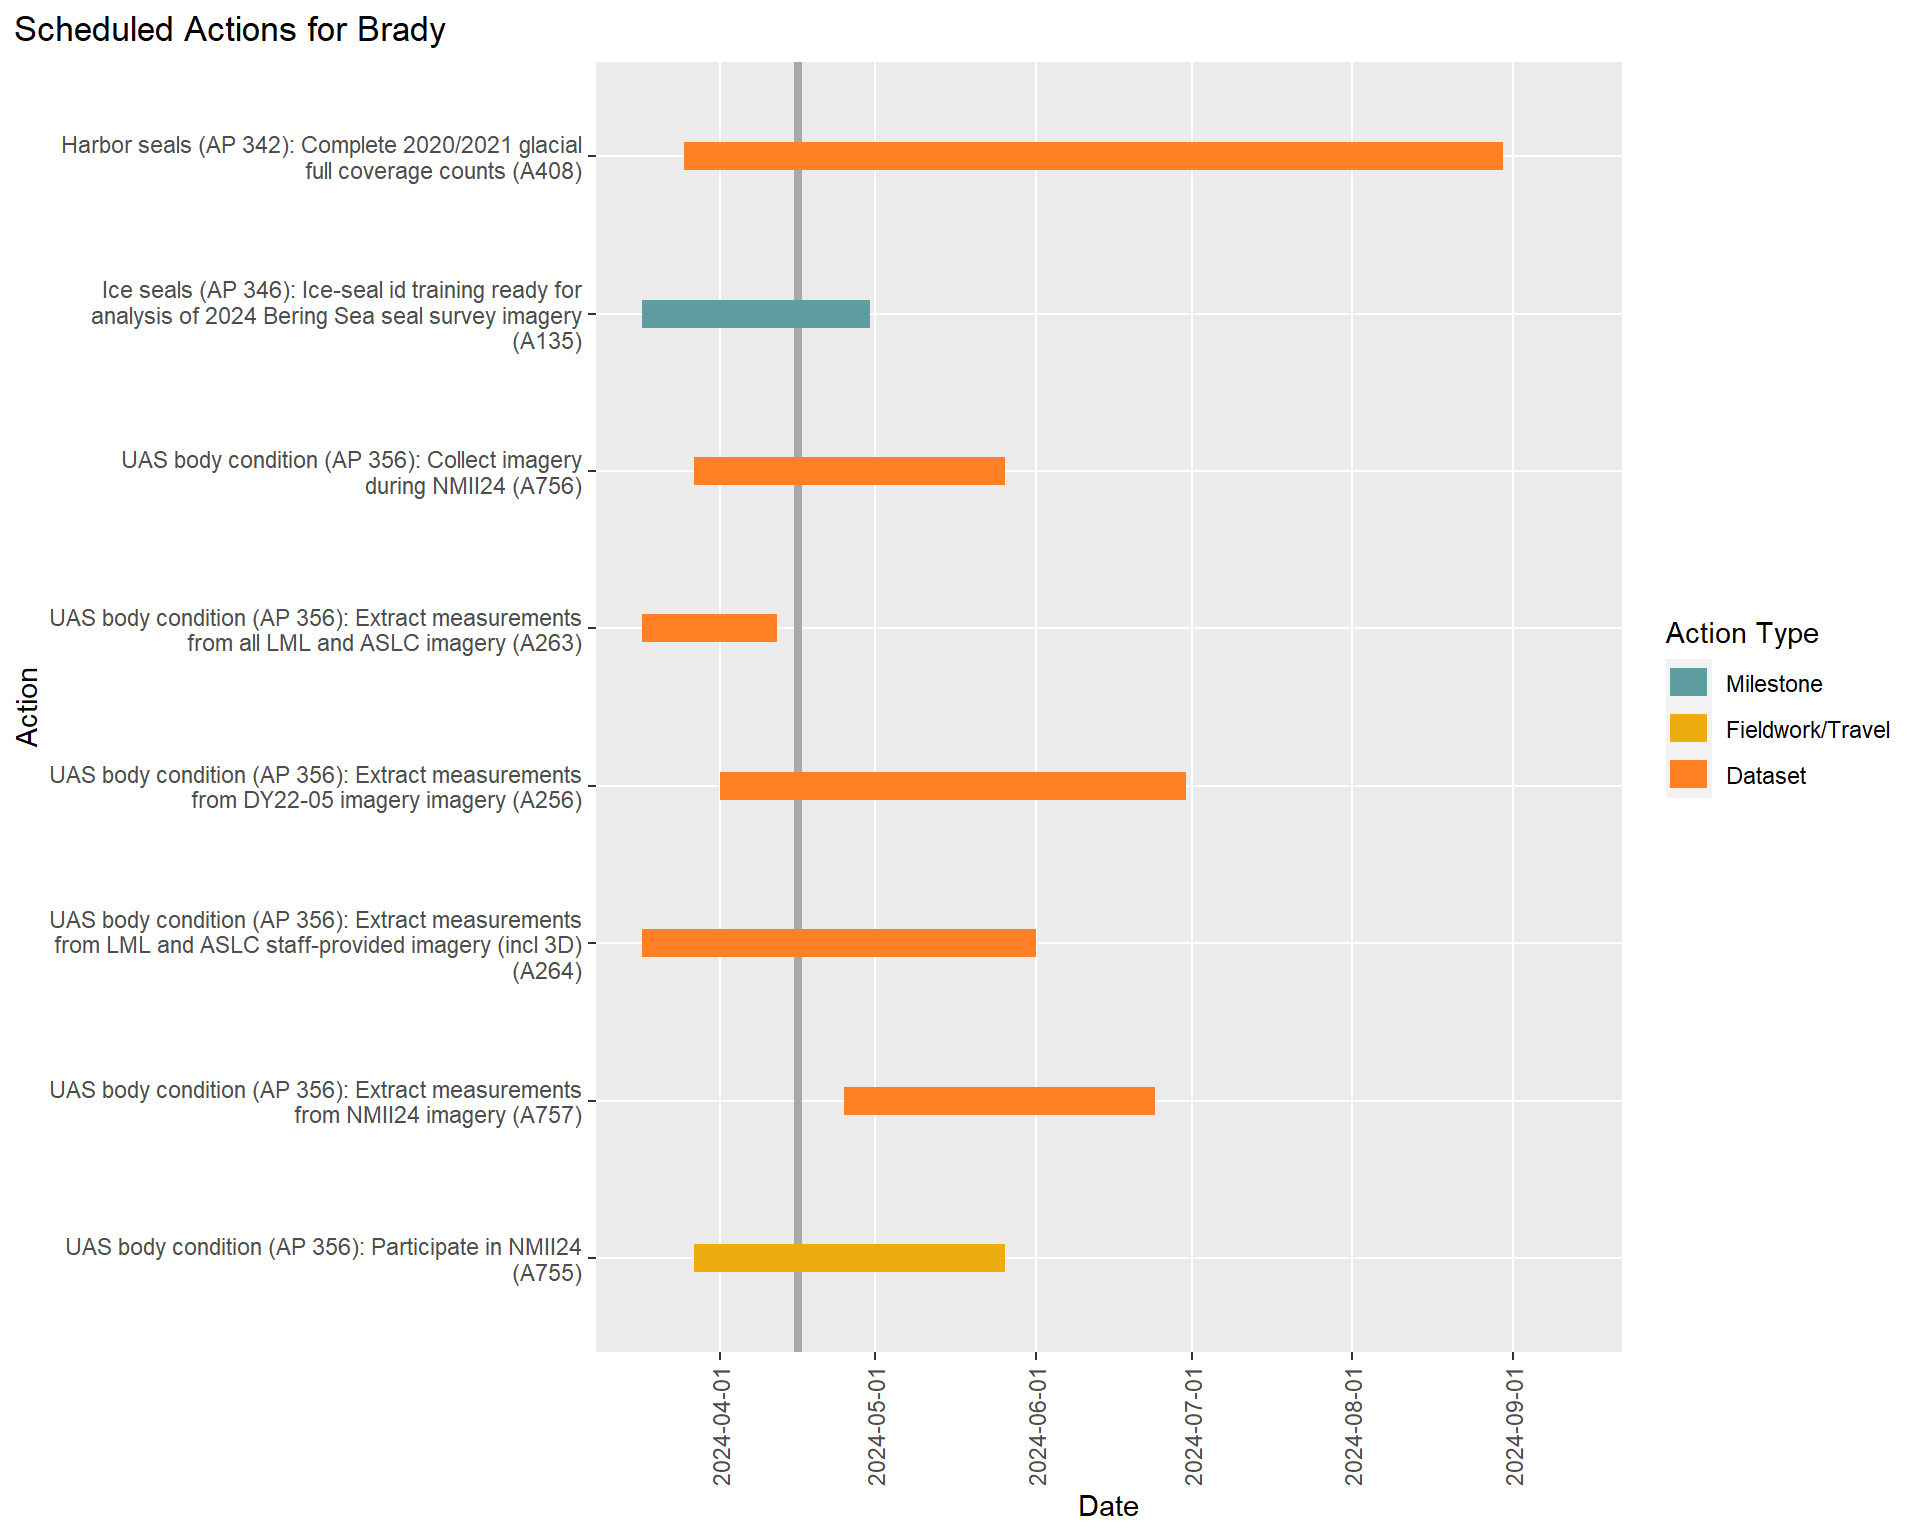 Scheduled Actions for Brady
Harbor seals (AP 342): Complete 2020/2021 glacial
full coverage counts (A408)
Ice seals (AP 346): Ice-seal id training ready for
analysis of 2024 Bering Sea seal survey imagery
(A135)
UAS body condition (AP 356): Collect imagery
during NMII24 (A756)
UAS body condition (AP 356): Extract measurements
from all LML and ASLC imagery (A263)
UAS body condition (AP 356): Extract measurements
from DY22-05 imagery imagery (A256)
UAS body condition (AP 356): Extract measurements
from LML and ASLC staff-provided imagery (incl 3D)
(A264)
UAS body condition (AP 356): Extract measurements
from NMII24 imagery (A757)
UAS body condition (AP 356): Participate in NMII24
(A755)
Action
2024-04-01
2024-05-01
2024-06-01
2024-07-01
2024-08-01
2024-09-01
Date
Action Type
Milestone
Fieldwork/Travel
Dataset